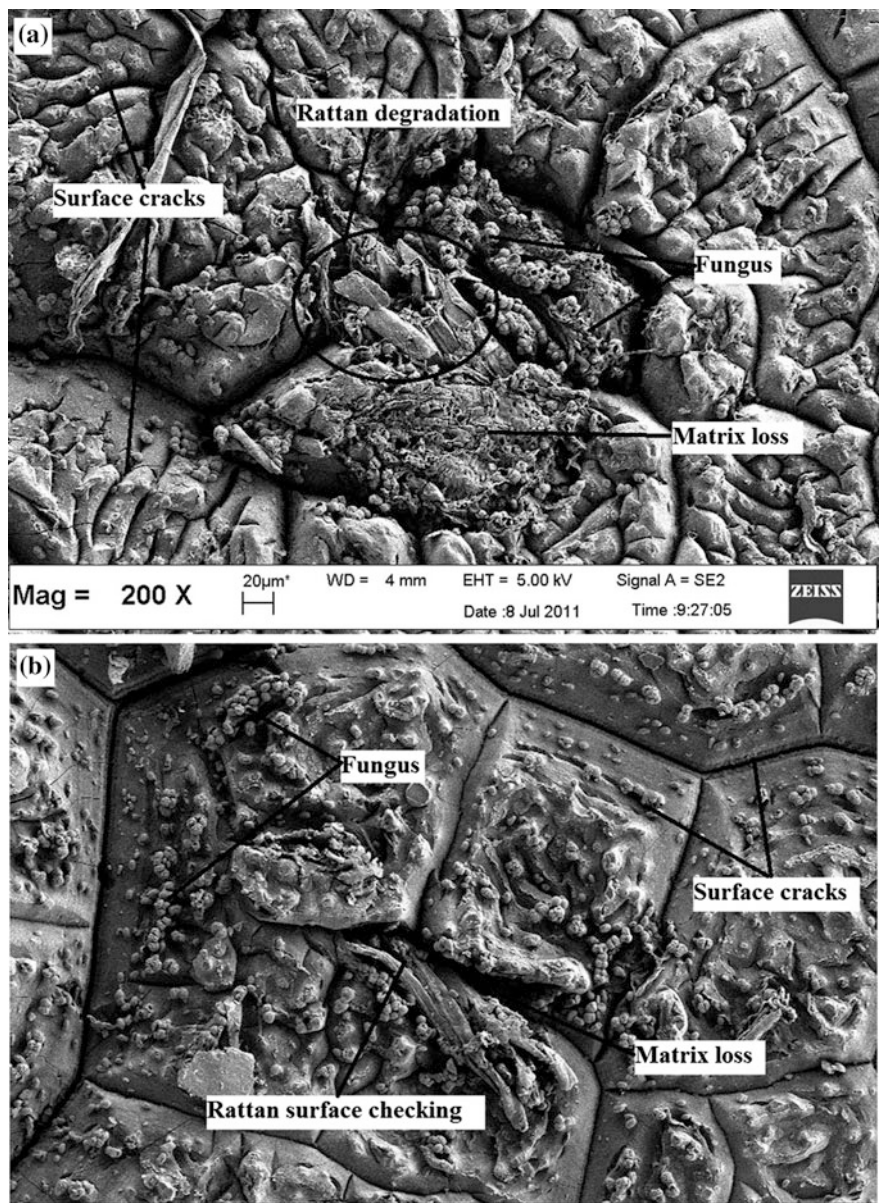 (a)
Rattan degradation
Surface cracks
Fungus
Matrix loss
Mag = 200 X
20µm*
WD = 4 mm
EHT = 5.00 kV
Signal A = SE2
Date :8 Jul 2011
Time :9:27:05
ZEISS
(b)
Fungus
Surface cracks
Matrix loss
Rattan surface checking